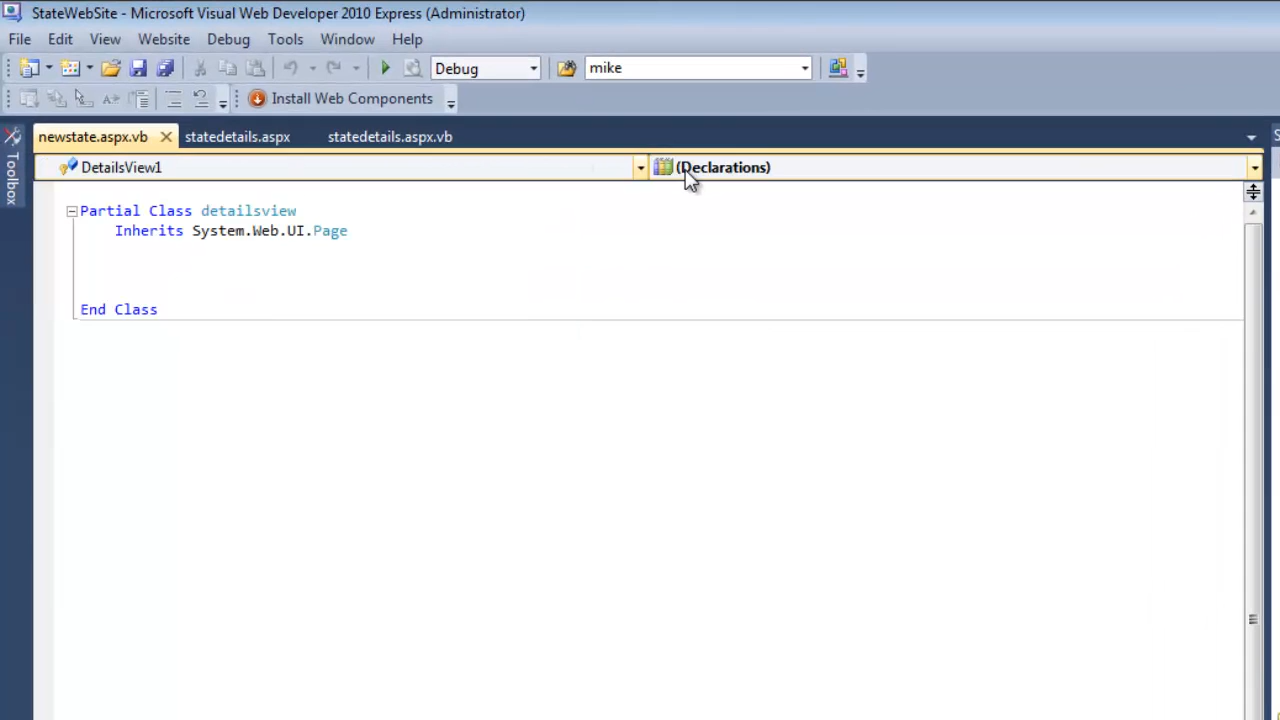 StateWebSite - Microsoft Visual Web Developer 2010 Express (Administrator)
File Edit View Website Debug Tools Window Help
Debug mike
Install Web Components
newstate.aspx.vb statedetails.aspx statedetails.aspx.vb
Toolbox
DetailsView1 (Declarations)
Partial Class detailsview
Inherits System.Web.UI.Page
End Class